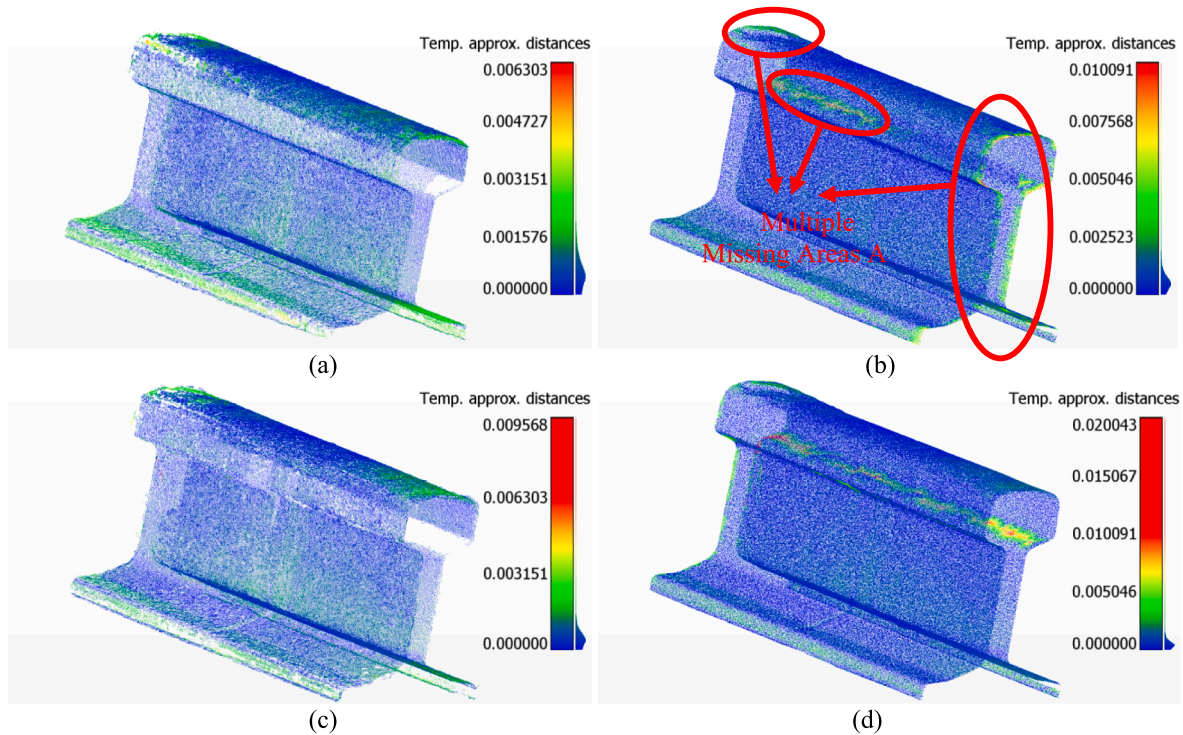 Temp. approx. distances
0.006303
0.004727
0.003151
0.001576
0.000000
(a)
Temp. approx. distances
0.010091
0.007568
0.005046
0.002523
0.000000
Multiple
Missing Areas A
(b)
Temp. approx. distances
0.009568
0.006303
0.003151
0.000000
(c)
Temp. approx. distances
0.020043
0.015067
0.010091
0.005046
0.000000
(d)